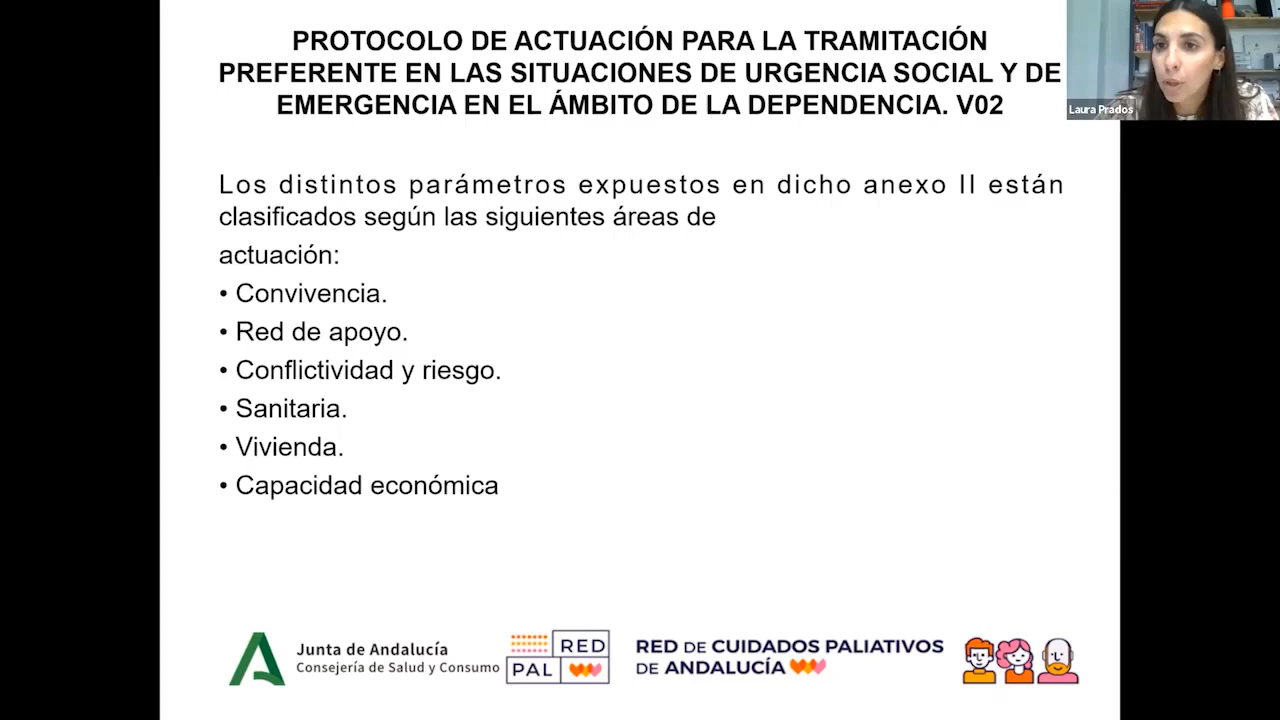 PROTOCOLO DE ACTUACIÓN PARA LA TRAMITACIÓN
PREFERENTE EN LAS SITUACIONES DE URGENCIA SOCIAL Y DE
EMERGENCIA EN EL ÁMBITO DE LA DEPENDENCIA. V02
Laura Prados
Los distintos parámetros expuestos en dicho anexo II están
clasificados según las siguientes áreas de
actuación:
• Convivencia.
• Red de apoyo.
• Conflictividad y riesgo.
• Sanitaria.
• Vivienda.
• Capacidad económica
Junta de Andalucía
Consejería de Salud y Consumo
RED
PAL
RED DE CUIDADOS PALIATIVOS
DE ANDALUCÍA